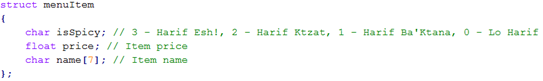 struct menuItem
{
char isSpicy; // 3 - Harif Esh!, 2 - Harif Ktzat, 1 - Harif Ba'Ktana, 0 - Lo Harif
float price; // Item price
char name[7]; // Item name
};